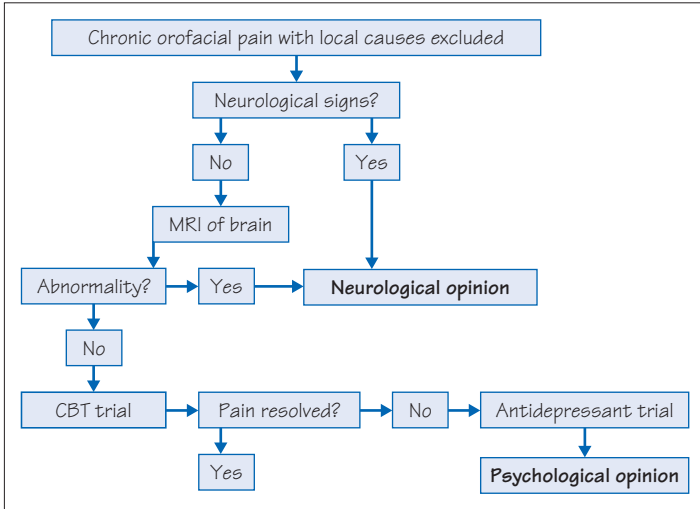 Chronic orofacial pain with local causes excluded
Neurological signs?
No
Yes
MRI of brain
Abnormality?
Yes
Neurological opinion
No
CBT trial
Pain resolved?
No
Antidepressant trial
Yes
Psychological opinion